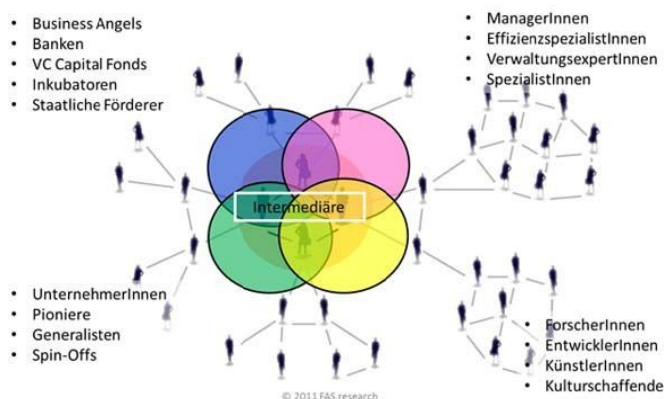 • Business Angels
• Banken
• VC Capital Fonds
• Inkubatoren
• Staatliche Förderer
• ManagerInnen
• EffizienzspezialistInnen
• VerwaltungsexpertInnen
• SpezialistInnen
Intermediäre
• UnternehmerInnen
• Pioniere
• Generalisten
• Spin-Offs
• ForscherInnen
• EntwicklerInnen
• KünstlerInnen
• Kulturschaffende
© 2011 FAS.research